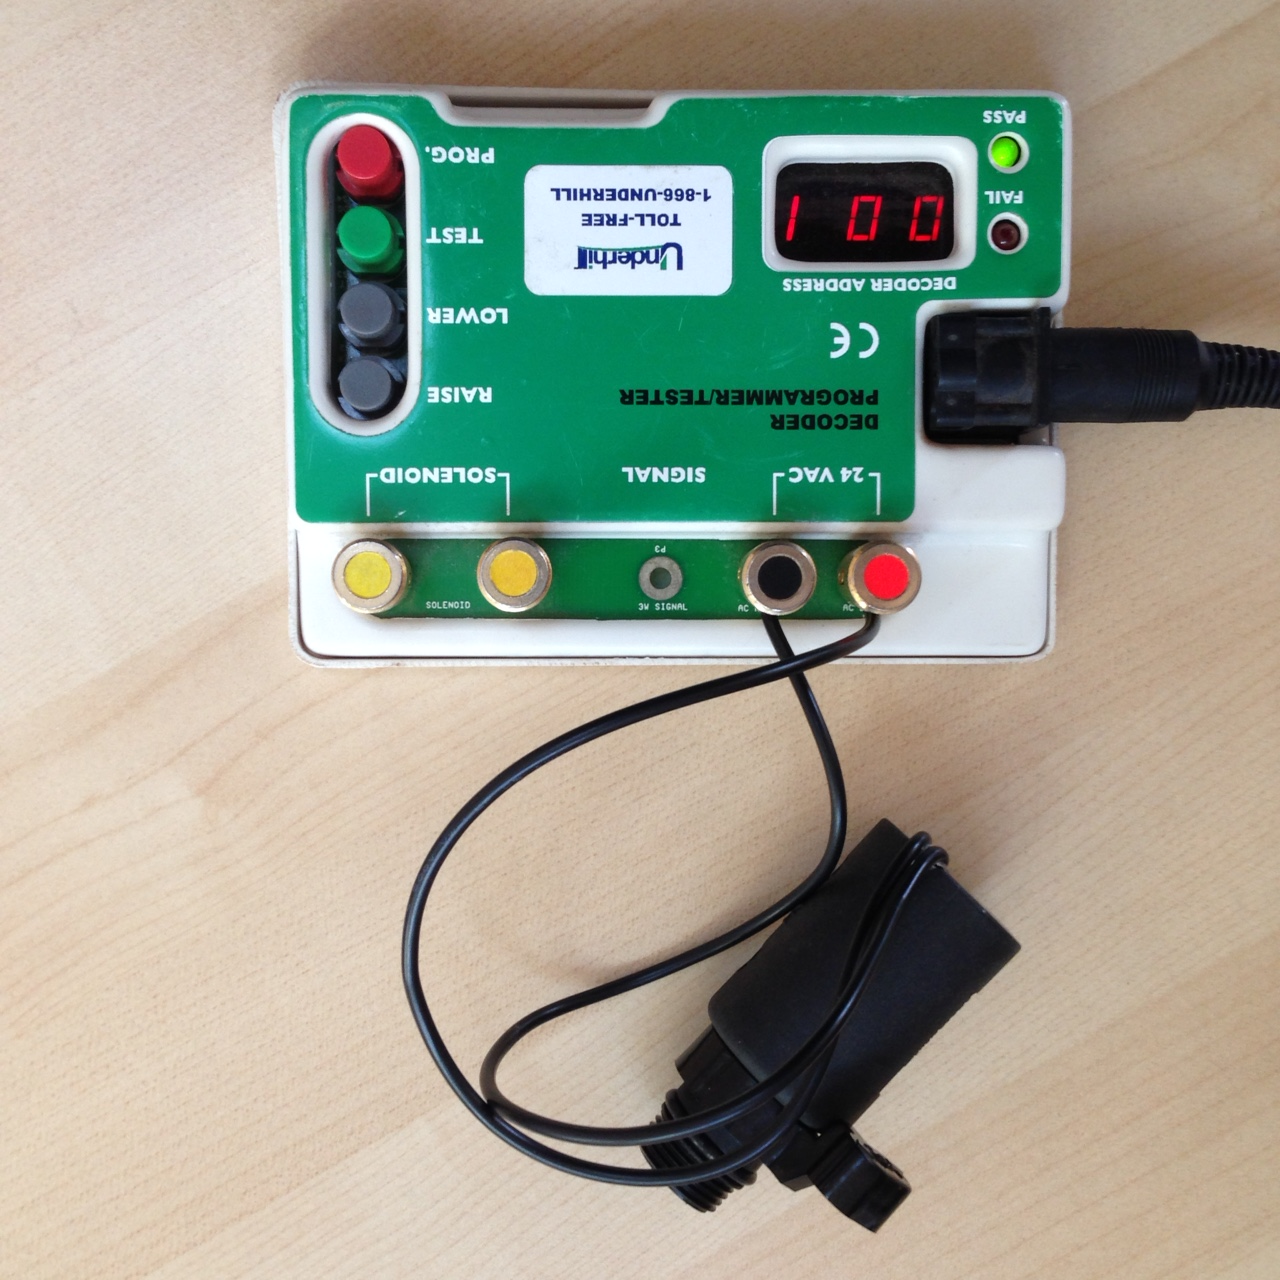 SOLENOID
3W SIGNAL
AC
AC
P3
24 VAC
SIGNAL
SOLENOID
DECODER
PROGRAMMER/TESTER
CE
RAISE
LOWER
TEST
PROG.
DECODER ADDRESS
001
FAIL
PASS
Underhill
TOLL-FREE
1-866-UNDERHILL